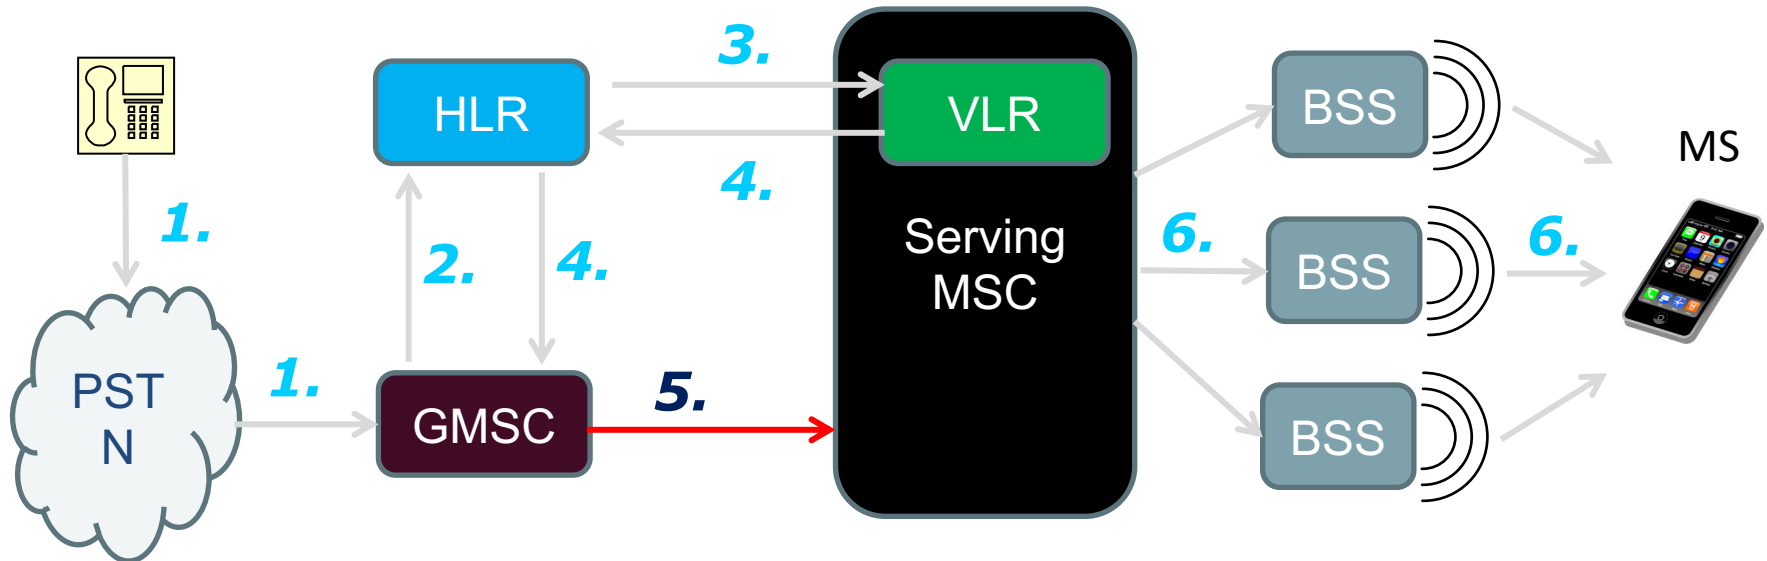 3.
HLR
VLR
BSS
MS
4.
1.
2.
4.
Serving
MSC
6.
BSS
6.
PST
N
1.
GMSC
5.
BSS